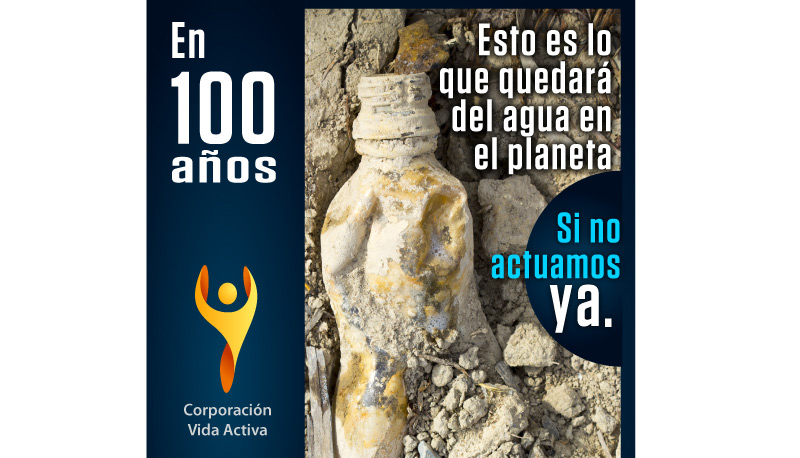 En
100
años
Esto es lo
que quedará
del agua en
el planeta
Si no
actuamos
ya.
Corporación
Vida Activa